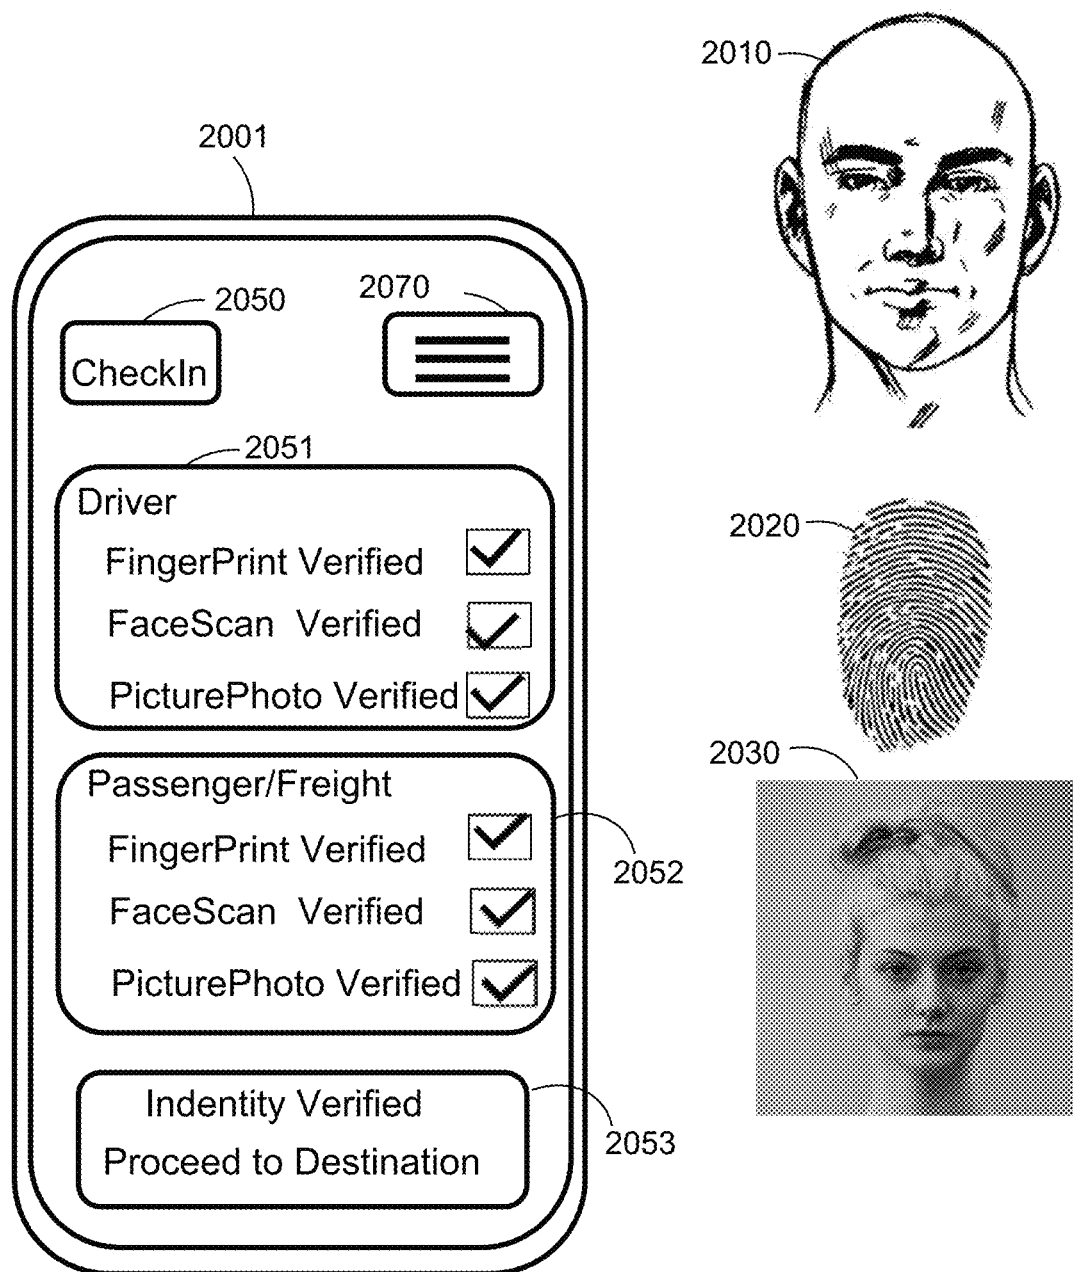 2010
2001
2050
2070
CheckIn
2051
Driver
FingerPrint Verified
FaceScan Verified
PicturePhoto Verified
2020
2030
Passenger/Freight
FingerPrint Verified
2052
FaceScan Verified
PicturePhoto Verified
Indentity Verified
2053
Proceed to Destination